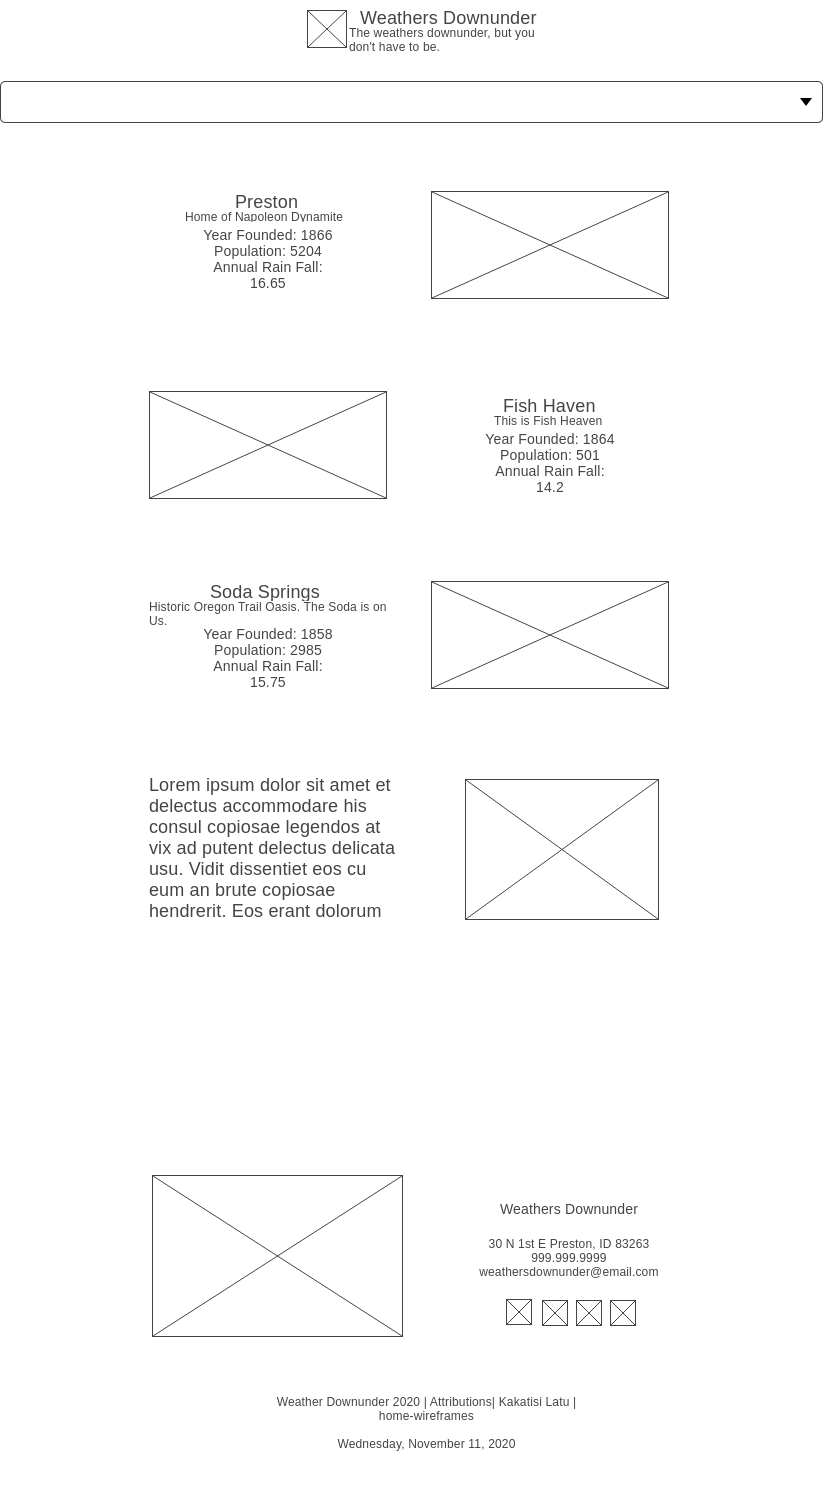 Weathers Downunder
The weathers downunder, but you
don't have to be.
Preston
Home of Napoleon Dynamite
Year Founded: 1866
Population: 5204
Annual Rain Fall:
16.65
Fish Haven
This is Fish Heaven
Year Founded: 1864
Population: 501
Annual Rain Fall:
14.2
Soda Springs
Historic Oregon Trail Oasis. The Soda is on
Us.
Year Founded: 1858
Population: 2985
Annual Rain Fall:
15.75
Lorem ipsum dolor sit amet et
delectus accommodare his
consul copiosae legendos at
vix ad putent delectus delicata
usu. Vidit dissentiet eos cu
eum an brute copiosae
hendrerit. Eos erant dolorum
Weathers Downunder
30 N 1st E Preston, ID 83263
999.999.9999
weathersdownunder@email.com
Weather Downunder 2020 | Attributions| Kakatisi Latu |
home-wireframes
Wednesday, November 11, 2020